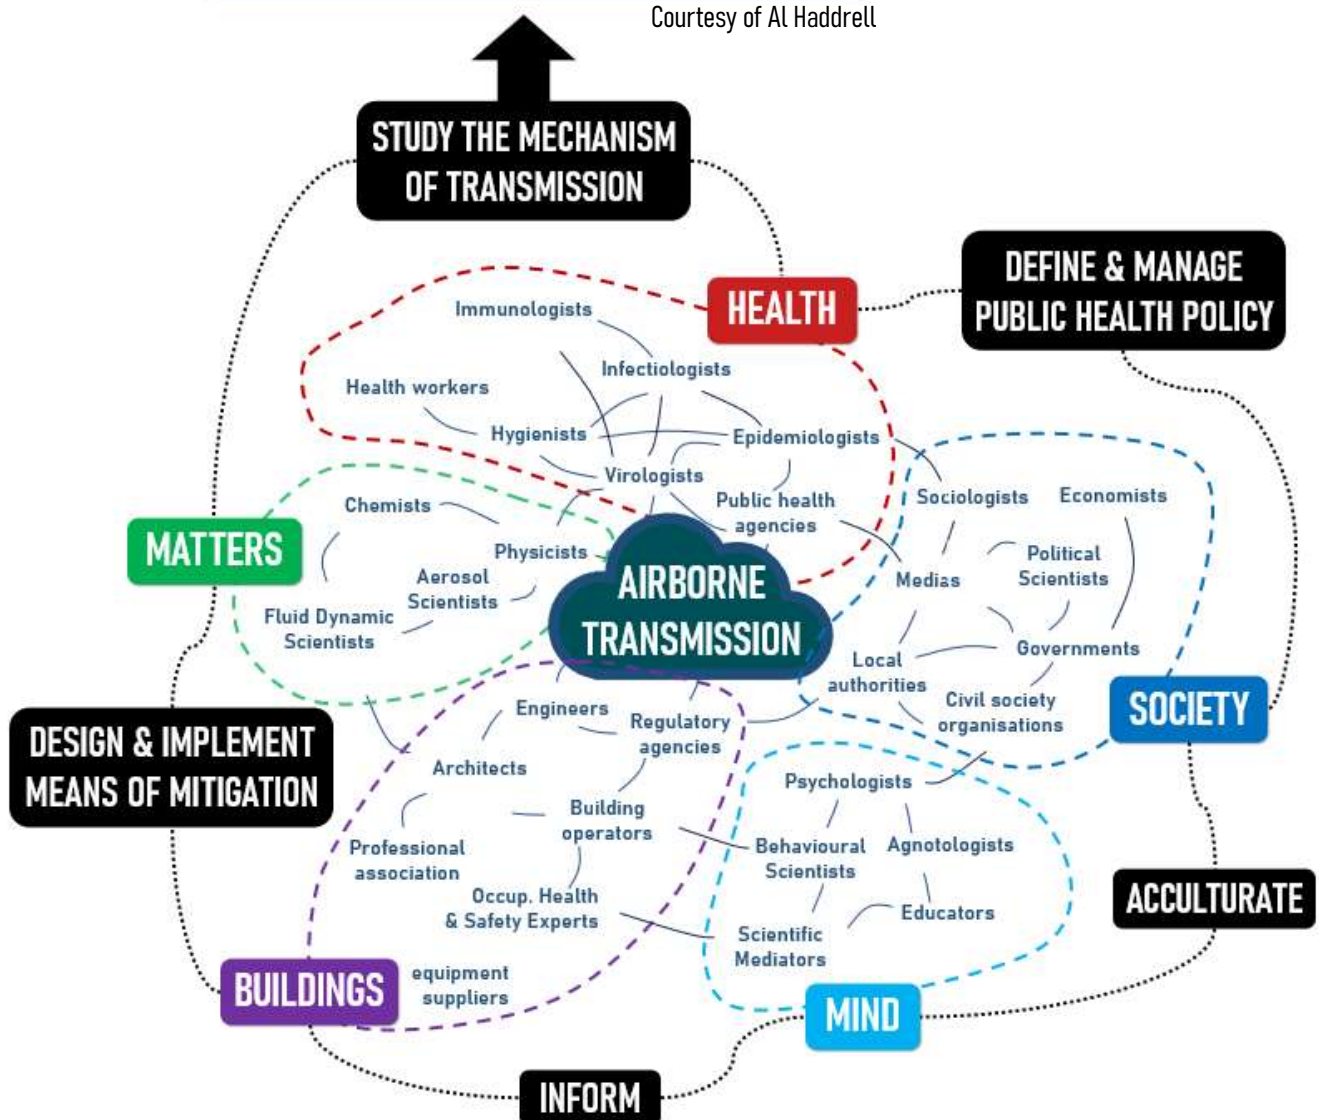 Courtesy of Al Haddrell
STUDY THE MECHANISM
OF TRANSMISSION
DEFINE & MANAGE
PUBLIC HEALTH POLICY
HEALTH
Immunologists
Infectiologists
Health workers
Hygienists
Epidemiologists
Virologists
Public health
agencies
MATTERS
Chemists
Physicists
Aerosol
Scientists
Fluid Dynamic
Scientists
AIRBORNE
TRANSMISSION
Sociologists
Economists
Medias
Political
Scientists
Governments
Local
authorities
Civil society
organisations
SOCIETY
DESIGN & IMPLEMENT
MEANS OF MITIGATION
Engineers
Regulatory
agencies
Architects
Building
operators
Professional
association
Occup. Health
& Safety Experts
equipment
suppliers
BUILDINGS
Psychologists
Behavioural
Scientists
Agnotologists
Educators
Scientific
Mediators
MIND
ACCULTURATE
INFORM